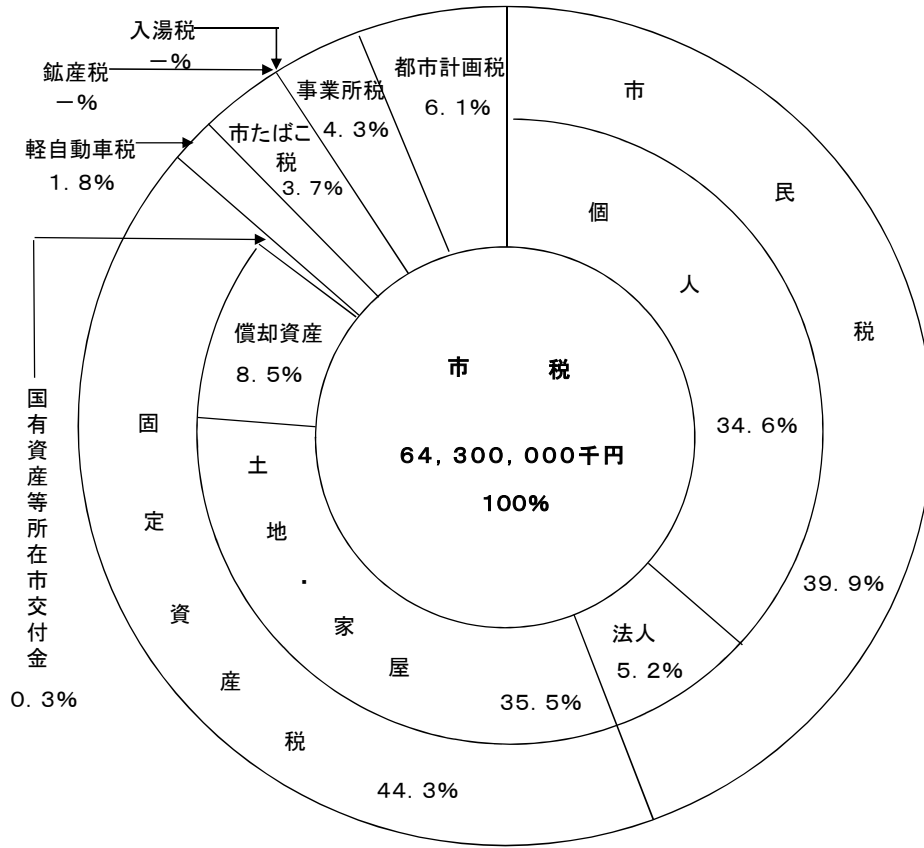 入湯税
－%
鉱産税
－%
軽自動車税
1．8%
市たばこ
税
3．7%
事業所税
4．3%
都市計画税
6．1%
市民税
39．9%
個人
34．6%
法人
5．2%
固定資産税
44．3%
土地・家屋
35．5%
償却資産
8．5%
国有資産等所在市交付金
0．3%
市　税
64，300，000千円
100%